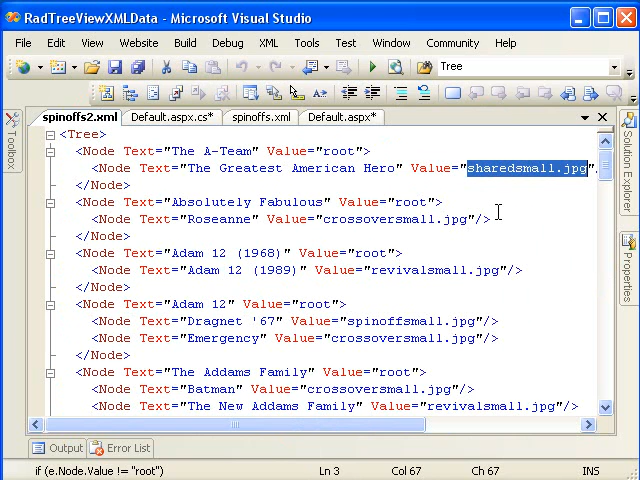 RadTreeViewXMLData - Microsoft Visual Studio
File Edit View Website Build Debug XML Tools Test Window Community Help
Tree
spinoffs2.xml Default.aspx.cs* spinoffs.xml Default.aspx*
Toolbox
Solution Explorer
Properties
<Tree>
<Node Text="The A-Team" Value="root">
<Node Text="The Greatest American Hero" Value="sharedsmall.jpg"
</Node>
<Node Text="Absolutely Fabulous" Value="root">
<Node Text="Roseanne" Value="crossoversmall.jpg"/>
</Node>
<Node Text="Adam 12 (1968)" Value="root">
<Node Text="Adam 12 (1989)" Value="revivalsmall.jpg"/>
</Node>
<Node Text="Adam 12" Value="root">
<Node Text="Dragnet '67" Value="spinoffsmall.jpg"/>
<Node Text="Emergency" Value="crossoversmall.jpg"/>
</Node>
<Node Text="The Addams Family" Value="root">
<Node Text="Batman" Value="crossoversmall.jpg"/>
<Node Text="The New Addams Family" Value="revivalsmall.jpg"/>
Output Error List
if (e.Node.Value != "root") Ln 3 Col 67 Ch 67